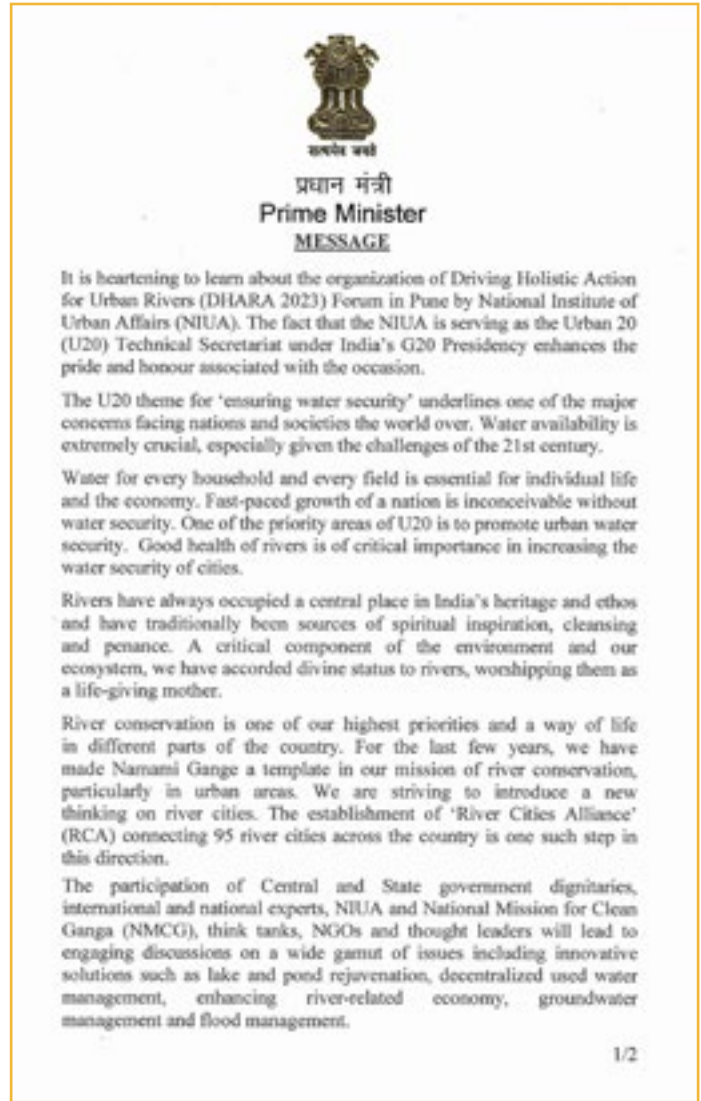 सत्यमेव जयते
प्रधान मंत्री
Prime Minister
MESSAGE
It is heartening to learn about the organization of Driving Holistic Action
for Urban Rivers (DHARA 2023) Forum in Pune by National Institute of
Urban Affairs (NIUA). The fact that the NIUA is serving as the Urban 20
(U20) Technical Secretariat under India's G20 Presidency enhances the
pride and honour associated with the occasion.
The U20 theme for 'ensuring water security' underlines one of the major
concerns facing nations and societies the world over. Water availability is
extremely crucial, especially given the challenges of the 21st century.
Water for every household and every field is essential for individual life
and the economy. Fast-paced growth of a nation is inconceivable without
water security. One of the priority areas of U20 is to promote urban water
security. Good health of rivers is of critical importance in increasing the
water security of cities.
Rivers have always occupied a central place in India's heritage and ethos
and have traditionally been sources of spiritual inspiration, cleansing
and penance. A critical component of the environment and our
ecosystem, we have accorded divine status to rivers, worshipping them as
a life-giving mother.
River conservation is one of our highest priorities and a way of life
in different parts of the country. For the last few years, we have
made Namami Gange a template in our mission of river conservation,
particularly in urban areas. We are striving to introduce a new
thinking on river cities. The establishment of 'River Cities Alliance'
(RCA) connecting 95 river cities across the country is one such step in
this direction.
The participation of Central and State government dignitaries,
international and national experts, NIUA and National Mission for Clean
Ganga (NMCG), think tanks, NGOs and thought leaders will lead to
engaging discussions on a wide gamut of issues including innovative
solutions such as lake and pond rejuvenation, decentralized used water
management, enhancing river-related economy, groundwater
management and flood management.
1/2